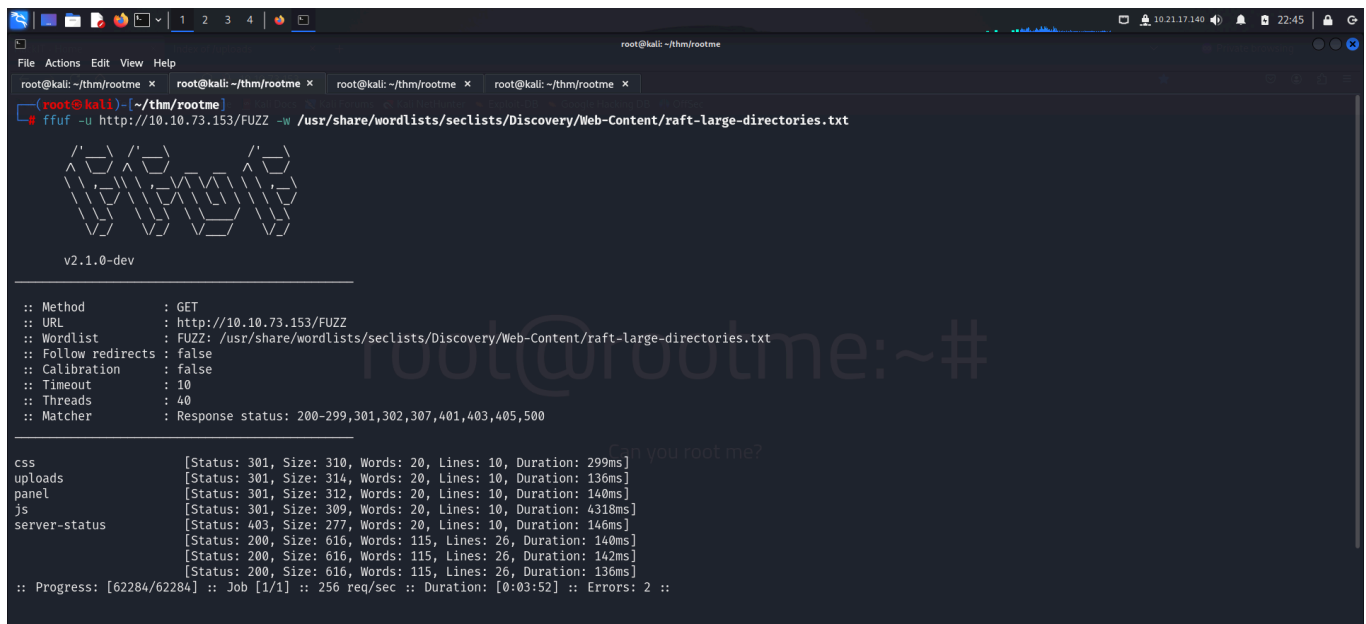 1 2 3 4
10.21.17.140 22:45
root@kali: ~/thm/rootme
File Actions Edit View Help
root@kali: ~/thm/rootme × root@kali: ~/thm/rootme × root@kali: ~/thm/rootme × root@kali: ~/thm/rootme ×
┌──(root㉿kali)-[~/thm/rootme]
└─# ffuf -u http://10.10.73.153/FUZZ -w /usr/share/wordlists/seclists/Discovery/Web-Content/raft-large-directories.txt
v2.1.0-dev
:: Method : GET
:: URL : http://10.10.73.153/FUZZ
:: Wordlist : FUZZ: /usr/share/wordlists/seclists/Discovery/Web-Content/raft-large-directories.txt
:: Follow redirects : false
:: Calibration : false
:: Timeout : 10
:: Threads : 40
:: Matcher : Response status: 200-299,301,302,307,401,403,405,500
root@rootme:~#
Can you root me?
css [Status: 301, Size: 310, Words: 20, Lines: 10, Duration: 299ms]
uploads [Status: 301, Size: 314, Words: 20, Lines: 10, Duration: 136ms]
panel [Status: 301, Size: 312, Words: 20, Lines: 10, Duration: 140ms]
js [Status: 301, Size: 309, Words: 20, Lines: 10, Duration: 4318ms]
server-status [Status: 403, Size: 277, Words: 20, Lines: 10, Duration: 146ms]
[Status: 200, Size: 616, Words: 115, Lines: 26, Duration: 140ms]
[Status: 200, Size: 616, Words: 115, Lines: 26, Duration: 142ms]
[Status: 200, Size: 616, Words: 115, Lines: 26, Duration: 136ms]
:: Progress: [62284/62284] :: Job [1/1] :: 256 req/sec :: Duration: [0:03:52] :: Errors: 2 ::